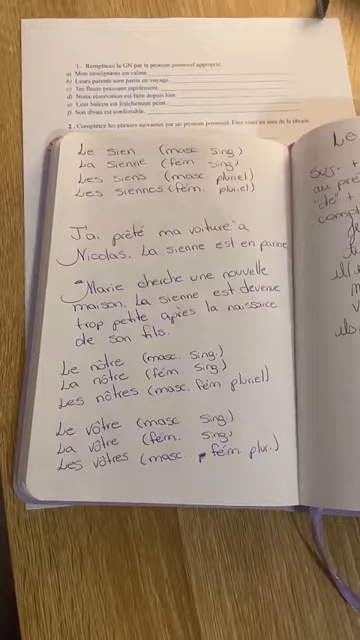 1. Remplacez le GN par le pronom possessif approprié.
a) Mon enseignante est calme.
b) Leurs parents sont partis en voyage.
c) Tes fleurs poussent rapidement.
d) Notre réservation est faite depuis hier.
e) Leur balcon est fraîchement peint.
f) Son divan est confortable.
2. Complétez les phrases suivantes par un pronom possessif. Fiez-vous au sens de la phrase.
Le sien (masc sing)
La sienne (fém sing)
Les siens (masc pluriel)
Les siennes (fém. pluriel)
J'ai prêté ma voiture à
Nicolas. La sienne est en panne
Marie cherche une nouvelle
maison. La sienne est devenue
trop petite après la naissance
de son fils.
Le nôtre (masc. sing.)
La nôtre (fém. sing.)
Les nôtres (masc. fém pluriel)
Le vôtre (masc sing.)
La vôtre (fém. sing)
Les vôtres (masc. fém. plur.)
Le
suj. +
au pré
"de" +
compl